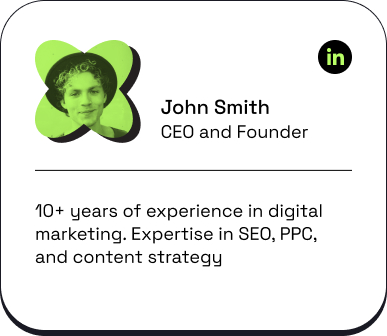 in
John Smith
CEO and Founder
10+ years of experience in digital
marketing. Expertise in SEO, PPC,
and content strategy